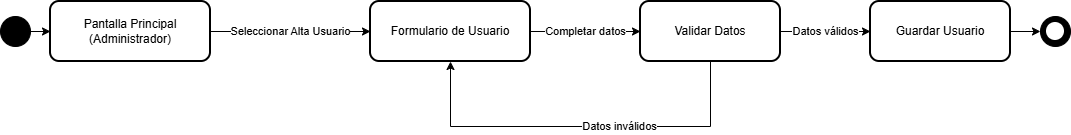 Pantalla Principal
(Administrador)
Seleccionar Alta Usuario
Formulario de Usuario
Completar datos
Validar Datos
Datos válidos
Guardar Usuario
Datos inválidos